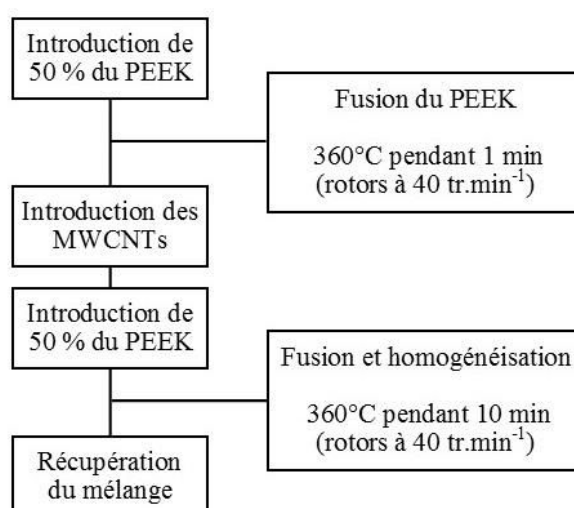 Introduction de
50 % du PEEK
Fusion du PEEK
360°C pendant 1 min
(rotors à 40 tr.min⁻¹)
Introduction des
MWCNTs
Introduction de
50 % du PEEK
Fusion et homogénéisation
360°C pendant 10 min
(rotors à 40 tr.min⁻¹)
Récupération
du mélange